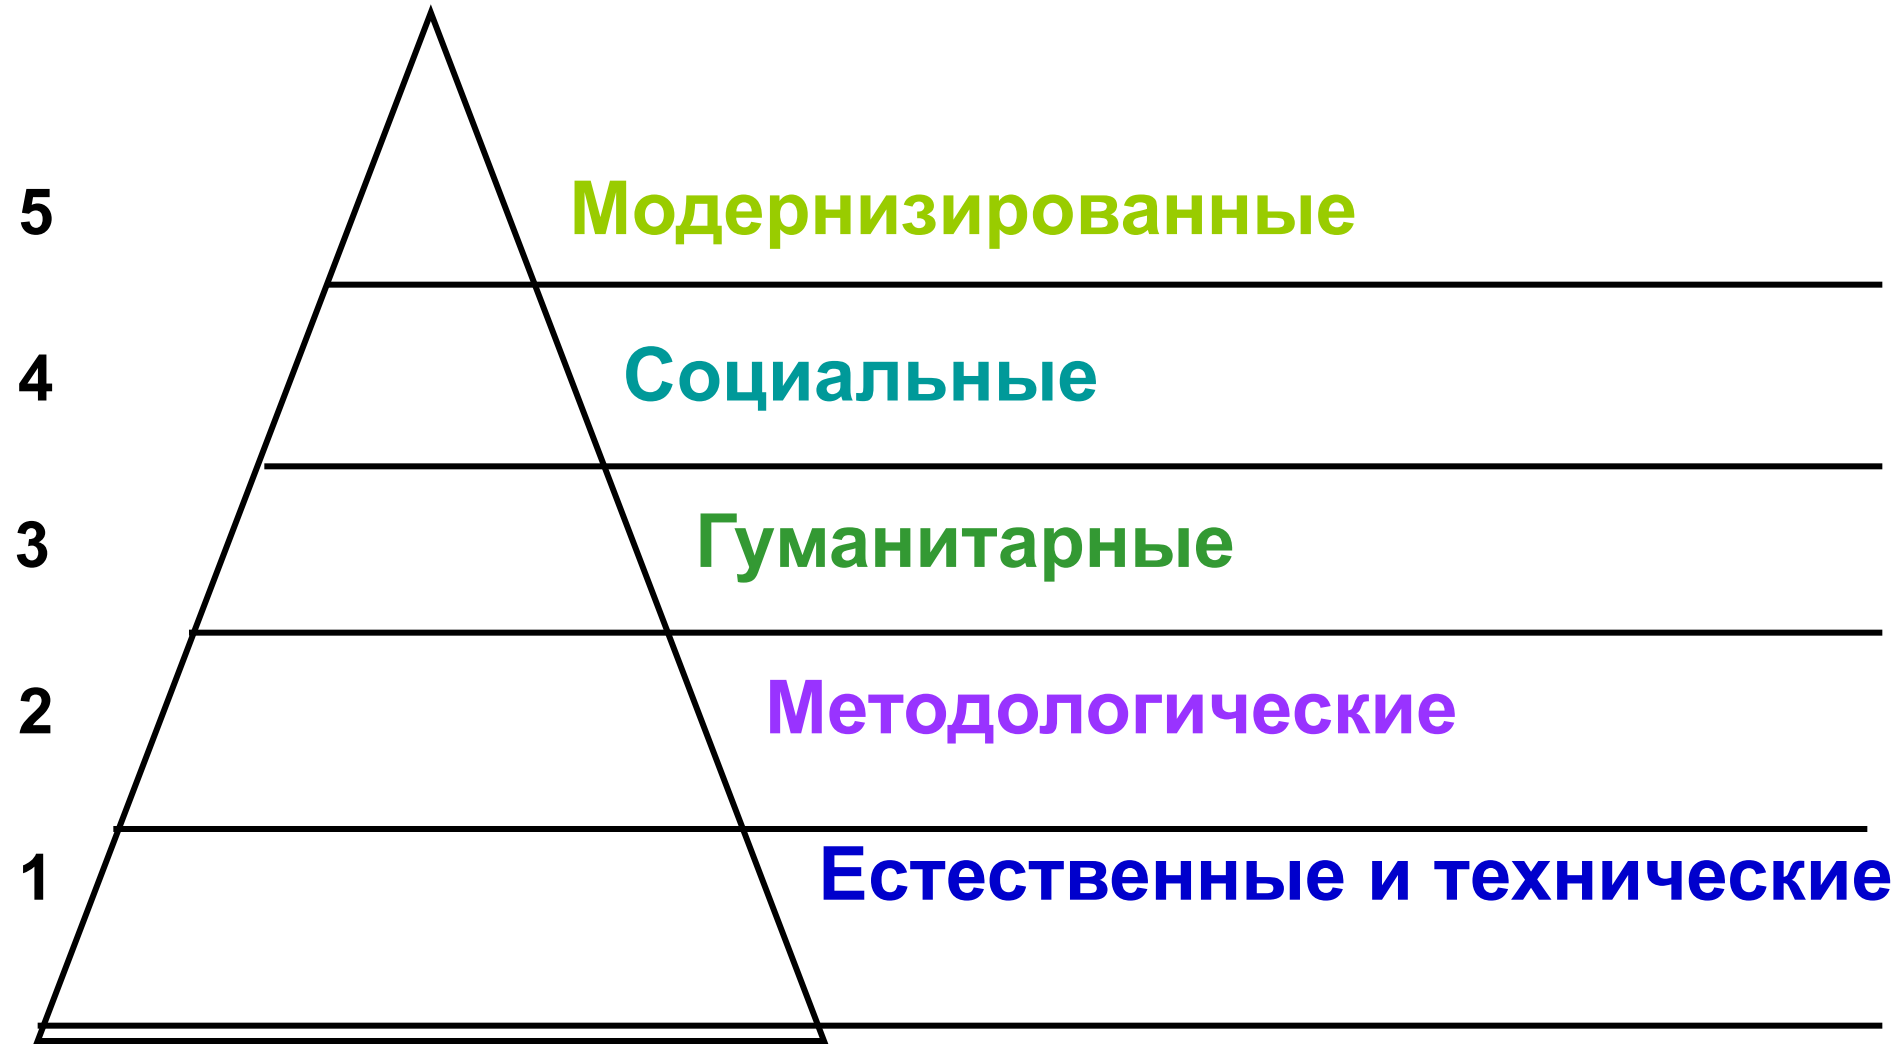 5 Модернизированные
4 Социальные
3 Гуманитарные
2 Методологические
1 Естественные и технические